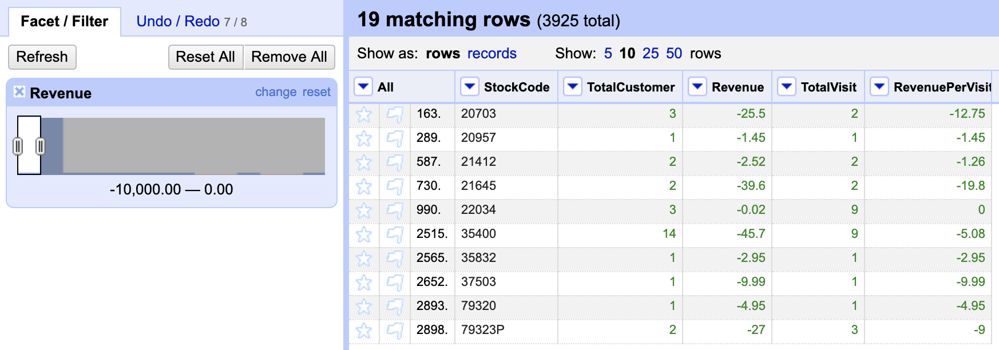 Facet / Filter Undo / Redo 7 / 8
Refresh Reset All Remove All
Revenue change reset
-10,000.00 — 0.00
19 matching rows (3925 total)
Show as: rows records Show: 5 10 25 50 rows
All StockCode TotalCustomer Revenue TotalVisit RevenuePerVisit
163. 20703 3 -25.5 2 -12.75
289. 20957 1 -1.45 1 -1.45
587. 21412 2 -2.52 2 -1.26
730. 21645 2 -39.6 2 -19.8
990. 22034 3 -0.02 9 0
2515. 35400 14 -45.7 9 -5.08
2565. 35832 1 -2.95 1 -2.95
2652. 37503 1 -9.99 1 -9.99
2893. 79320 1 -4.95 1 -4.95
2898. 79323P 2 -27 3 -9